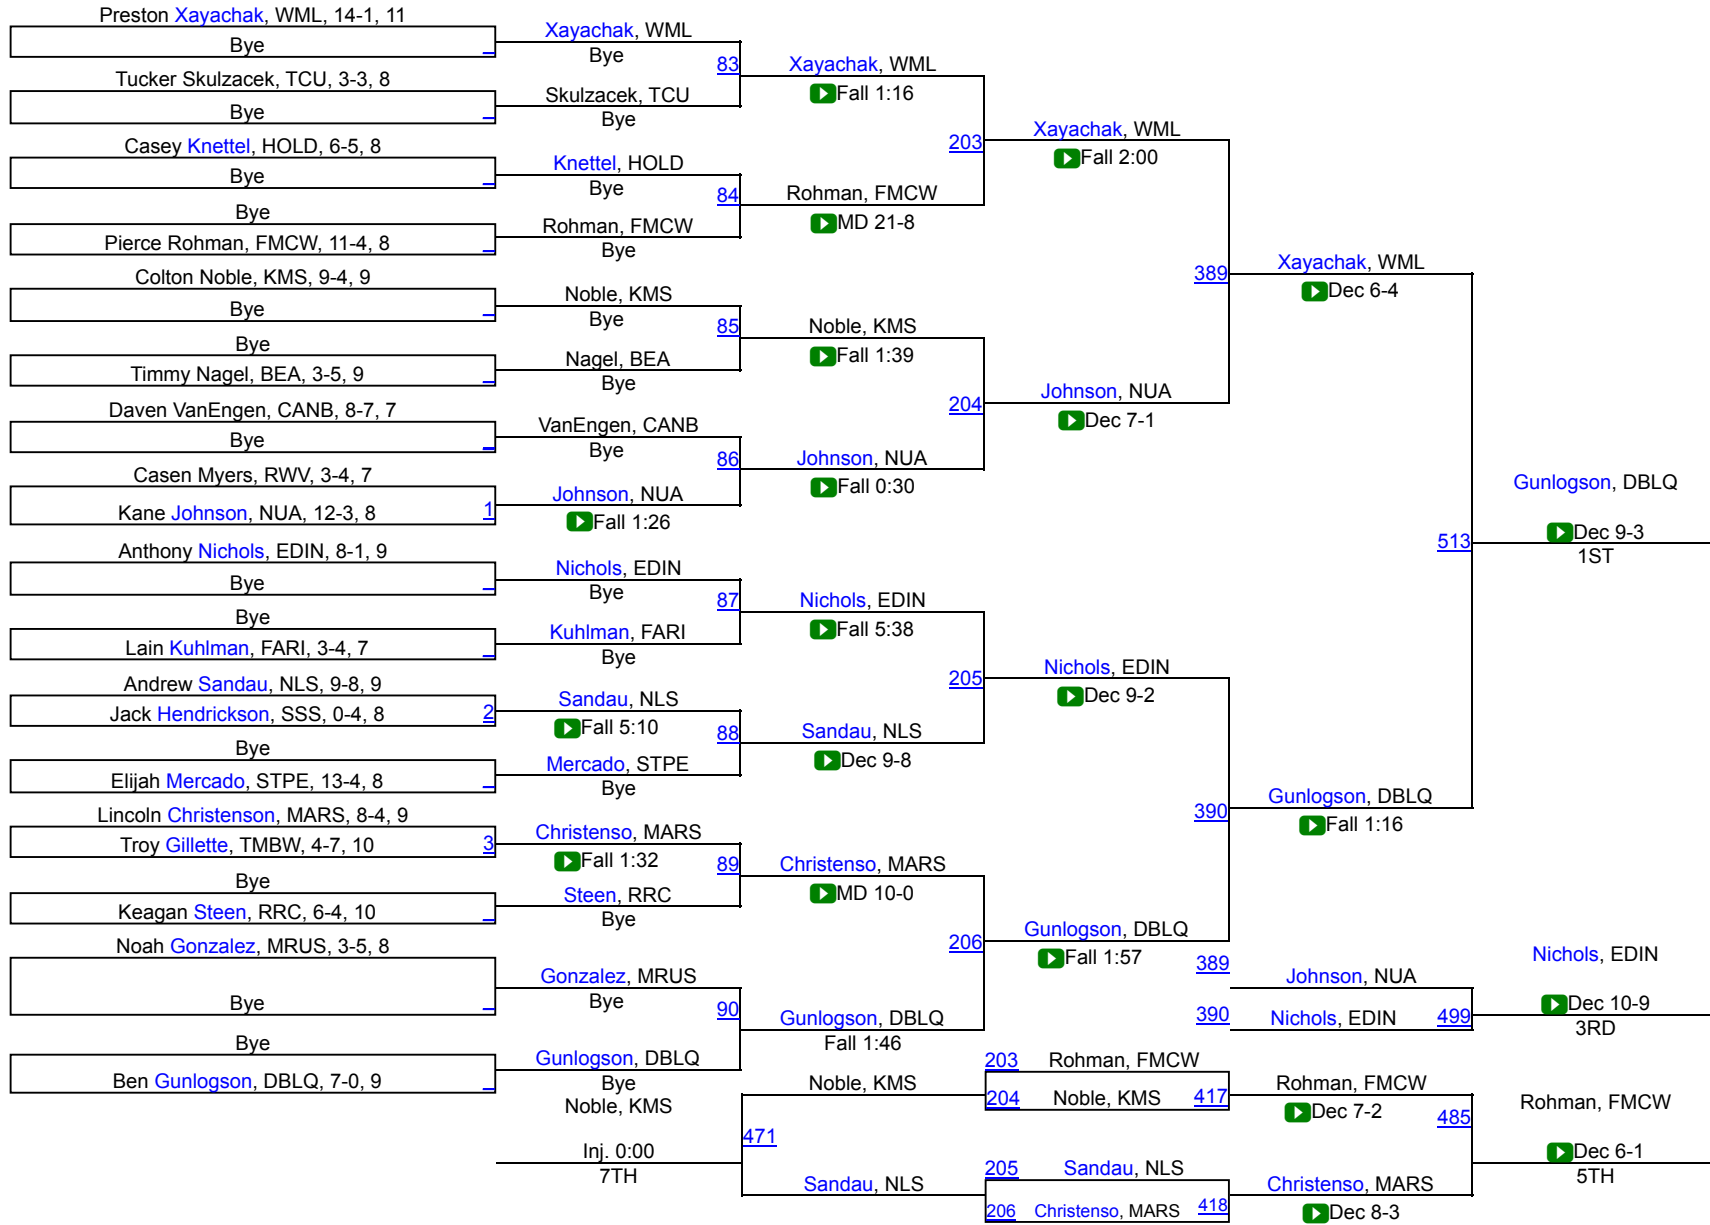 Preston Xayachak, WML, 14-1, 11
Bye
Tucker Skulzacek, TCU, 3-3, 8
Bye
Casey Knettel, HOLD, 6-5, 8
Bye
Bye
Pierce Rohman, FMCW, 11-4, 8
Colton Noble, KMS, 9-4, 9
Bye
Bye
Timmy Nagel, BEA, 3-5, 9
Daven VanEngen, CANB, 8-7, 7
Bye
Casen Myers, RWV, 3-4, 7
Kane Johnson, NUA, 12-3, 8
1
Anthony Nichols, EDIN, 8-1, 9
Bye
Bye
Lain Kuhlman, FARI, 3-4, 7
Andrew Sandau, NLS, 9-8, 9
Jack Hendrickson, SSS, 0-4, 8
2
Bye
Elijah Mercado, STPE, 13-4, 8
Lincoln Christenson, MARS, 8-4, 9
Troy Gillette, TMBW, 4-7, 10
3
Bye
Keagan Steen, RRC, 6-4, 10
Noah Gonzalez, MRUS, 3-5, 8
Bye
Bye
Ben Gunlogson, DBLQ, 7-0, 9
Xayachak, WML
Bye
83
Skulzacek, TCU
Bye
Knettel, HOLD
Bye
84
Rohman, FMCW
Bye
Noble, KMS
Bye
85
Nagel, BEA
Bye
VanEngen, CANB
Bye
86
Johnson, NUA
Fall 1:26
Nichols, EDIN
Bye
87
Kuhlman, FARI
Bye
Sandau, NLS
Fall 5:10
88
Mercado, STPE
Bye
Christenso, MARS
Fall 1:32
89
Steen, RRC
Bye
Gonzalez, MRUS
Bye
90
Gunlogson, DBLQ
Bye
Xayachak, WML
Fall 1:16
203
Rohman, FMCW
MD 21-8
Noble, KMS
Fall 1:39
204
Johnson, NUA
Fall 0:30
Nichols, EDIN
Fall 5:38
205
Sandau, NLS
Dec 9-8
Christenso, MARS
MD 10-0
206
Gunlogson, DBLQ
Fall 1:46
Xayachak, WML
Fall 2:00
389
Johnson, NUA
Dec 7-1
Nichols, EDIN
Dec 9-2
390
Gunlogson, DBLQ
Fall 1:57
Xayachak, WML
Dec 6-4
513
Gunlogson, DBLQ
Fall 1:16
Gunlogson, DBLQ
Dec 9-3
1ST
389
Johnson, NUA
390
Nichols, EDIN
499
Nichols, EDIN
Dec 10-9
3RD
203
Rohman, FMCW
204
Noble, KMS
417
Rohman, FMCW
Dec 7-2
485
205
Sandau, NLS
206
Christenso, MARS
418
Christenso, MARS
Dec 8-3
Rohman, FMCW
Dec 6-1
5TH
Noble, KMS
471
Sandau, NLS
Noble, KMS
Inj. 0:00
7TH